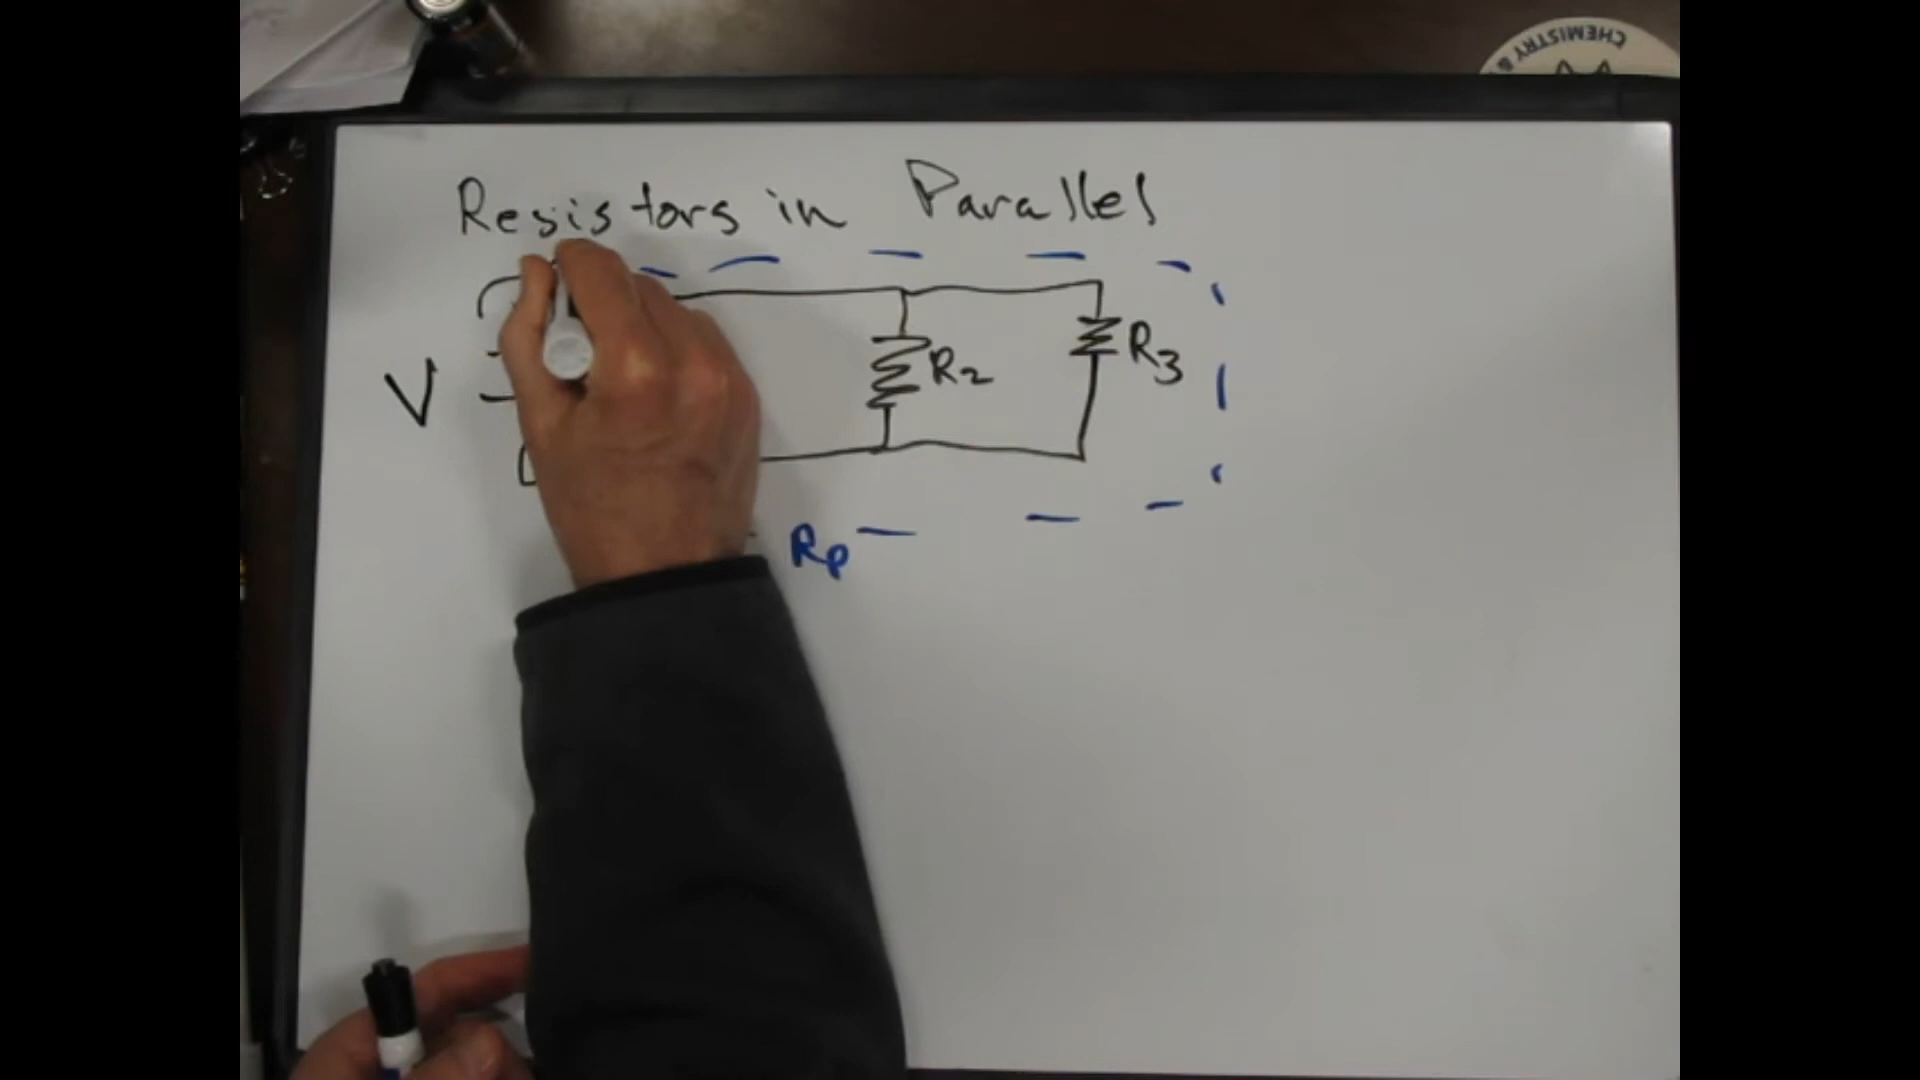 CHEMISTRY &
Resistors in Parallel
V
R2
R3
Rp